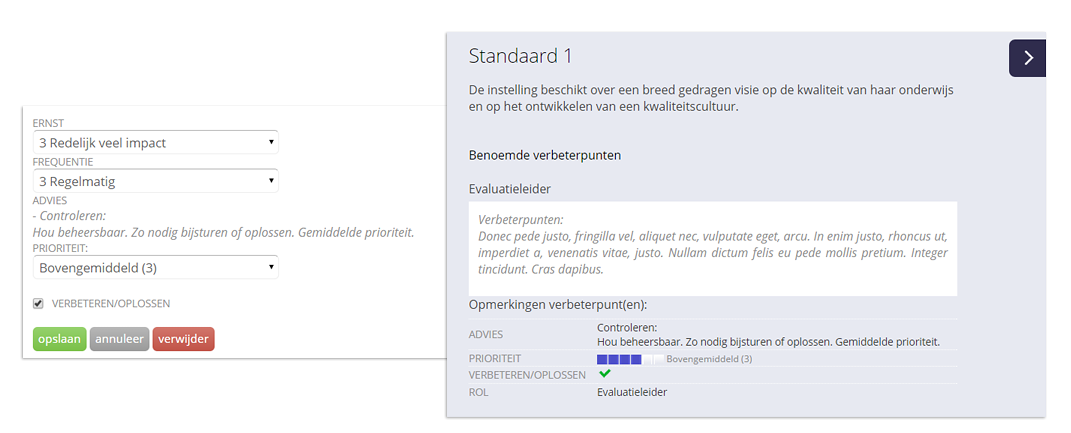 ERNST
3 Redelijk veel impact
FREQUENTIE
3 Regelmatig
ADVIES
- Controleren:
Hou beheersbaar. Zo nodig bijsturen of oplossen. Gemiddelde prioriteit.
PRIORITEIT:
Bovengemiddeld (3)
VERBETEREN/OPLOSSEN
opslaan annuleer verwijder
Standaard 1
De instelling beschikt over een breed gedragen visie op de kwaliteit van haar onderwijs
en op het ontwikkelen van een kwaliteitscultuur.
Benoemde verbeterpunten
Evaluatieleider
Verbeterpunten:
Donec pede justo, fringilla vel, aliquet nec, vulputate eget, arcu. In enim justo, rhoncus ut,
imperdiet a, venenatis vitae, justo. Nullam dictum felis eu pede mollis pretium. Integer
tincidunt. Cras dapibus.
Opmerkingen verbeterpunt(en):
ADVIES Controleren:
Hou beheersbaar. Zo nodig bijsturen of oplossen. Gemiddelde prioriteit.
PRIORITEIT Bovengemiddeld (3)
VERBETEREN/OPLOSSEN
ROL Evaluatieleider